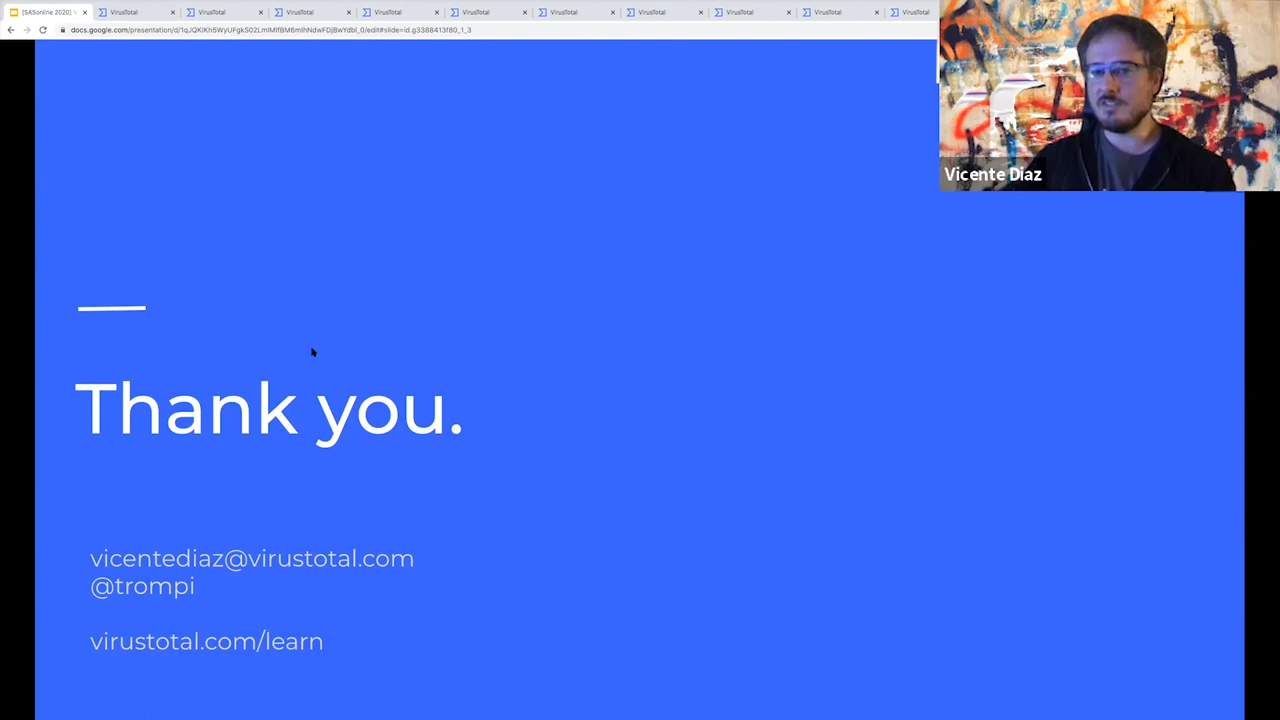 [SASonline 2020] V
VirusTotal
VirusTotal
VirusTotal
VirusTotal
VirusTotal
VirusTotal
VirusTotal
VirusTotal
VirusTotal
VirusTotal
Vicente Diaz
Thank you.
vicentediaz@virustotal.com
@trompi
virustotal.com/learn